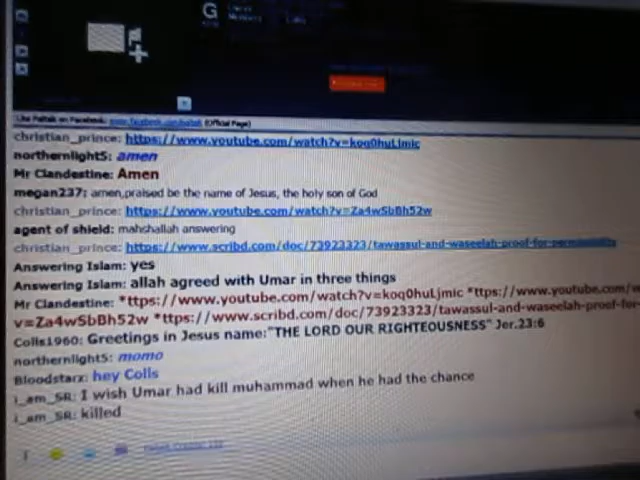 G
Like Paltalk on Facebook: (Official Page)
christian_prince: https://www.youtube.com/watch?v=koq0huLjmic
northernlight5: amen
Mr Clandestine: Amen
megan237: amen,praised be the name of Jesus, the holy son of God
christian_prince: https://www.youtube.com/watch?v=Za4wSbBh52w
agent of shield: mahshallah answering
christian_prince: https://www.scribd.com/doc/73923323/tawassul-and-waseelah-proof-for-permissibility
Answering Islam: yes
Answering Islam: allah agreed with Umar in three things
Mr Clandestine: *ttps://www.youtube.com/watch?v=koq0huLjmic *ttps://www.youtube.com/w
v=Za4wSbBh52w *ttps://www.scribd.com/doc/73923323/tawassul-and-waseelah-proof-for-
Colls1960: Greetings in Jesus name:"THE LORD OUR RIGHTEOUSNESS" Jer.23:6
northernlight5: momo
Bloodstarz: hey Colls
i_am_SR: I wish Umar had kill muhammad when he had the chance
i_am_SR: killed